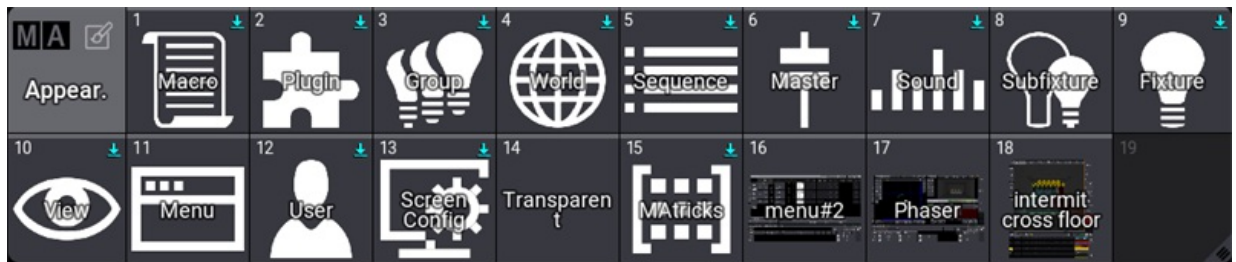 MA
Appear.
1
Macro
2
Plugin
3
Group
4
World
5
Sequence
6
Master
7
Sound
8
Subfixture
9
Fixture
10
View
11
Menu
12
User
13
Screen
Config
14
Transparen
t
15
MAtricks
16
menu#2
17
Phaser
18
intermit
cross floor
19